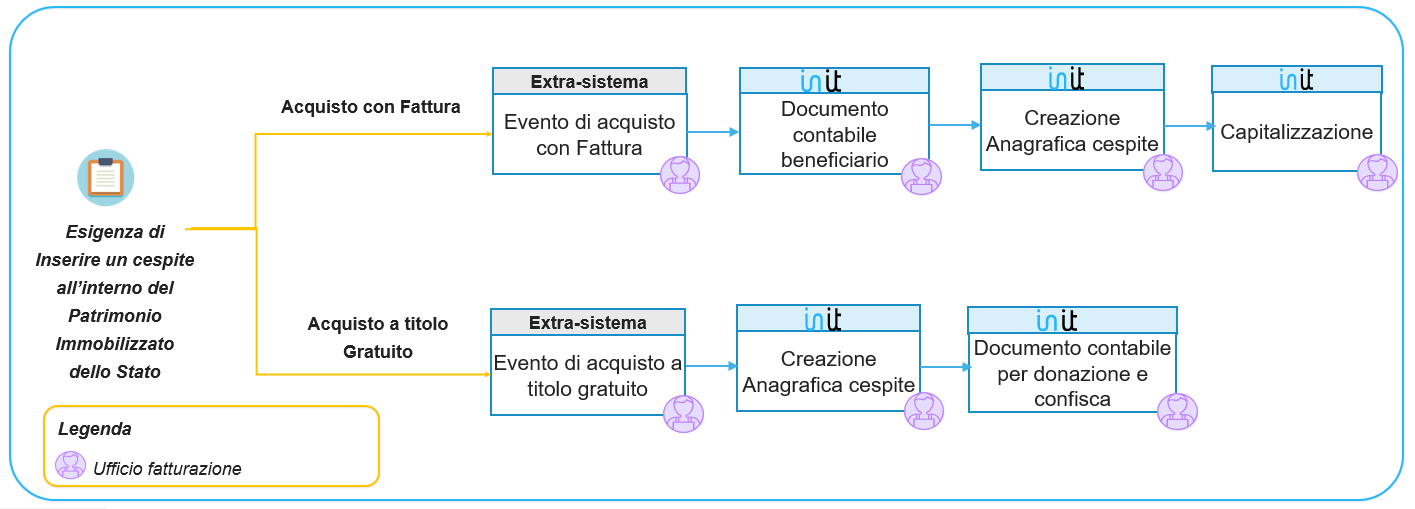 Acquisto con Fattura
Extra-sistema
Evento di acquisto
con Fattura
init
Documento
contabile
beneficiario
init
Creazione
Anagrafica cespite
init
Capitalizzazione
Esigenza di
Inserire un cespite
all’interno del
Patrimonio
Immobilizzato
dello Stato
Acquisto a titolo
Gratuito
Extra-sistema
Evento di acquisto a
titolo gratuito
init
Creazione
Anagrafica cespite
init
Documento contabile
per donazione e
confisca
Legenda
Ufficio fatturazione